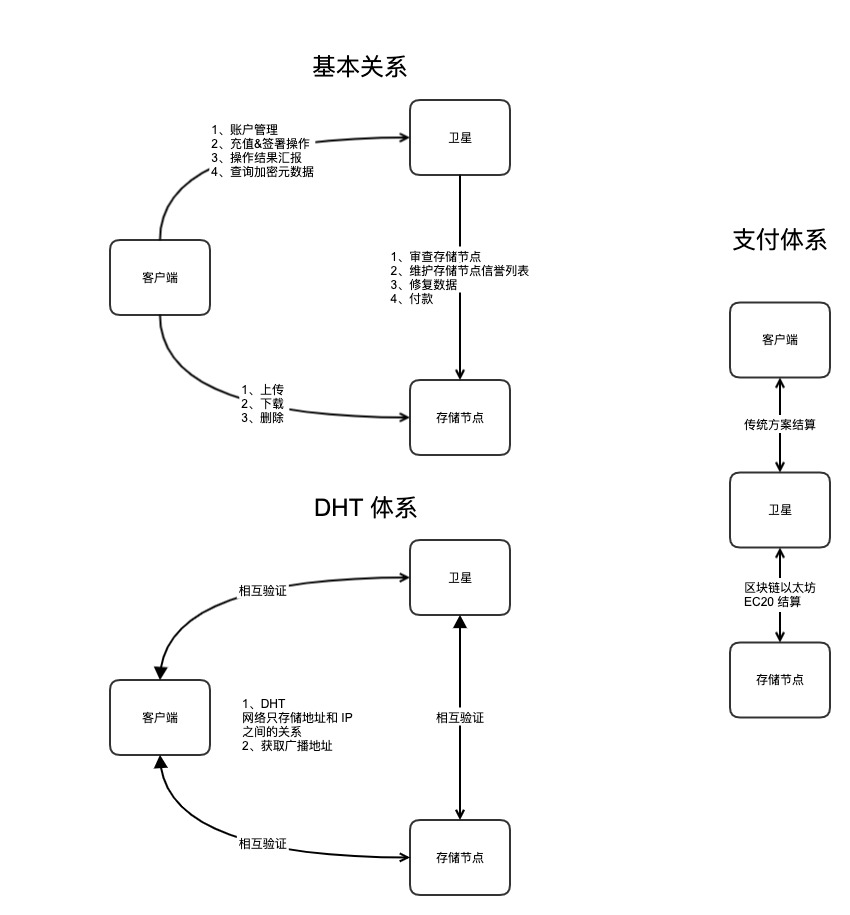 基本关系
1、账户管理
2、充值&签署操作
3、操作结果汇报
4、查询加密元数据
卫星
客户端
1、审查存储节点
2、维护存储节点信誉列表
3、修复数据
4、付款
1、上传
2、下载
3、删除
存储节点
支付体系
客户端
传统方案结算
卫星
区块链以太坊
EC20 结算
存储节点
DHT 体系
卫星
相互验证
客户端
1、DHT
网络只存储地址和 IP
之间的关系
2、获取广播地址
相互验证
相互验证
存储节点